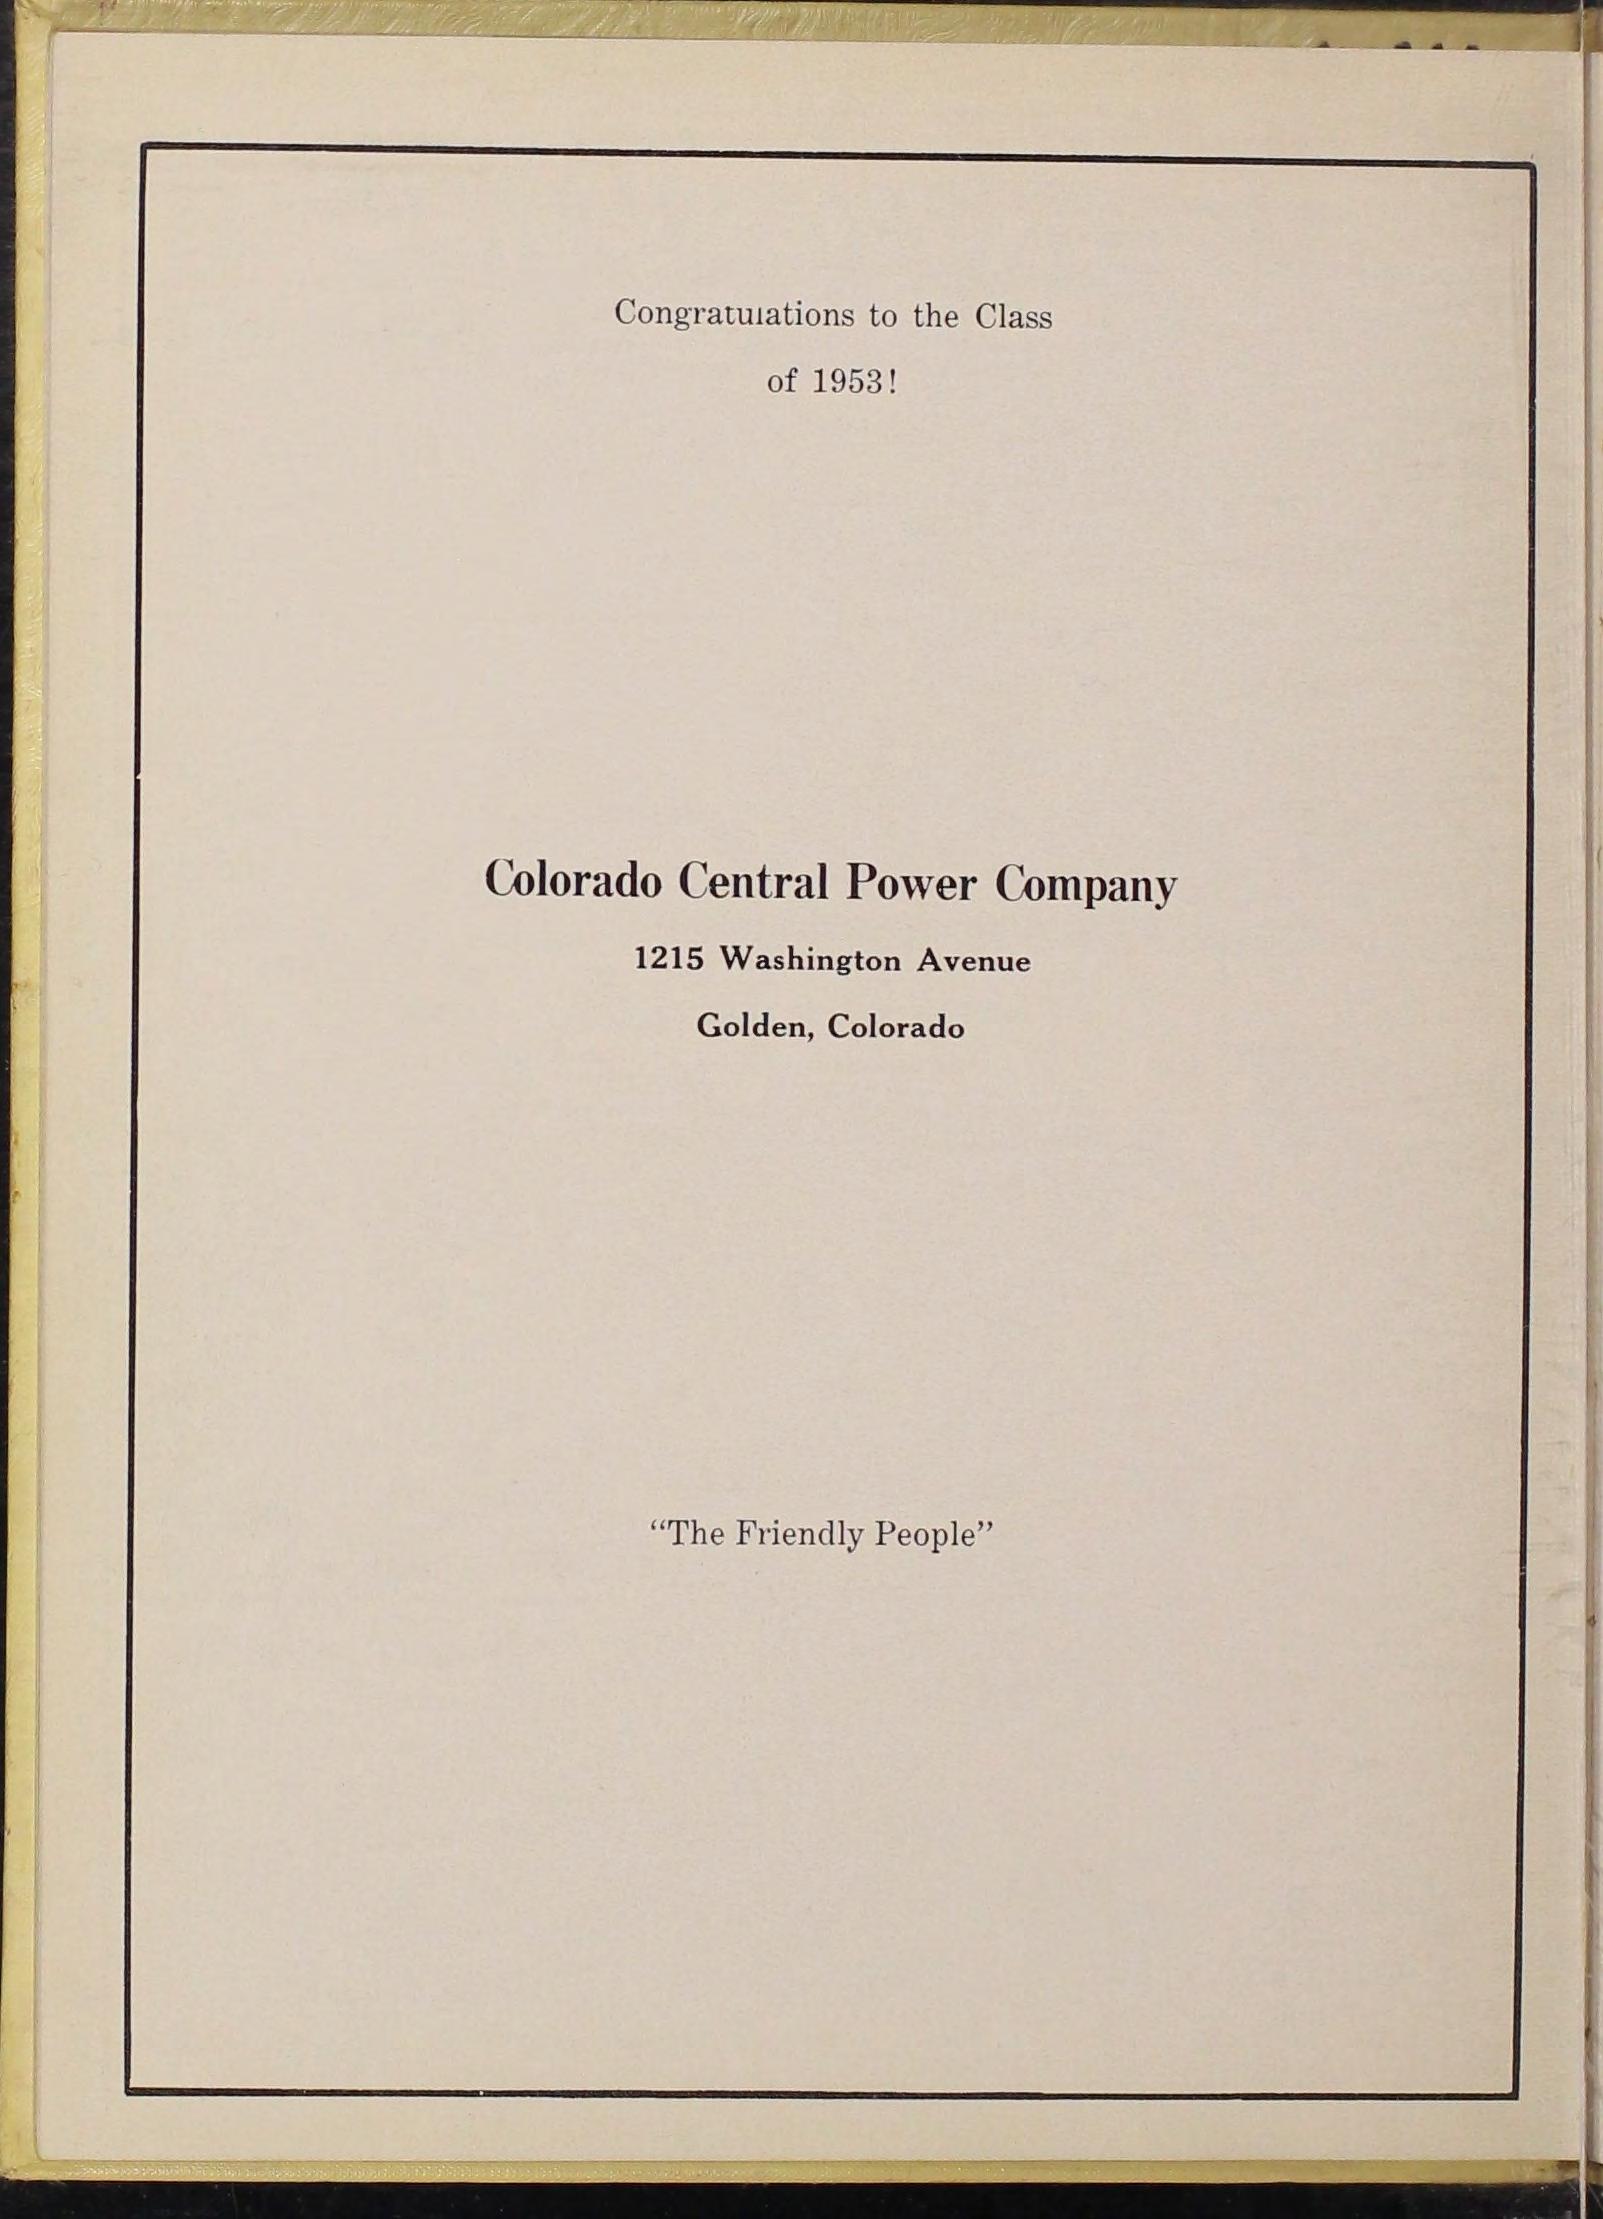 Congratulations to the Class
of 1953!
Colorado Central Power Company
1215 Washington Avenue
Golden, Colorado
“The Friendly People”